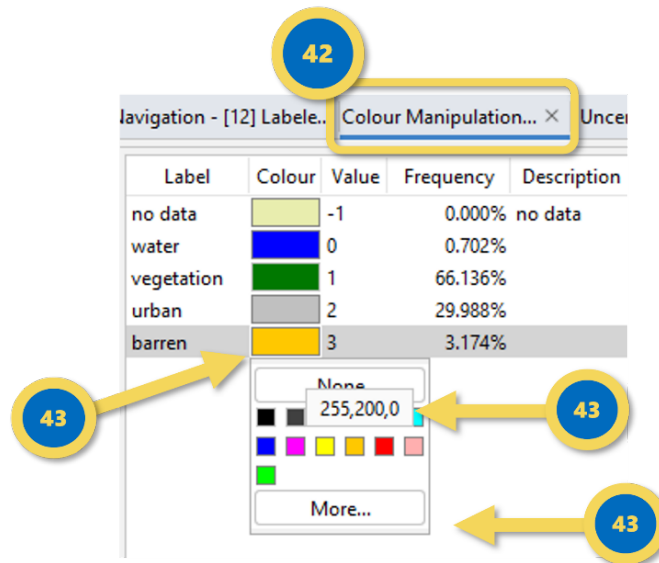 42
Navigation - [12] Labele... Colour Manipulation... × Uncer
Label Colour Value Frequency Description
no data -1 0.000% no data
water 0 0.702%
vegetation 1 66.136%
urban 2 29.988%
barren 3 3.174%
None
43 255,200,0 43
More...
43